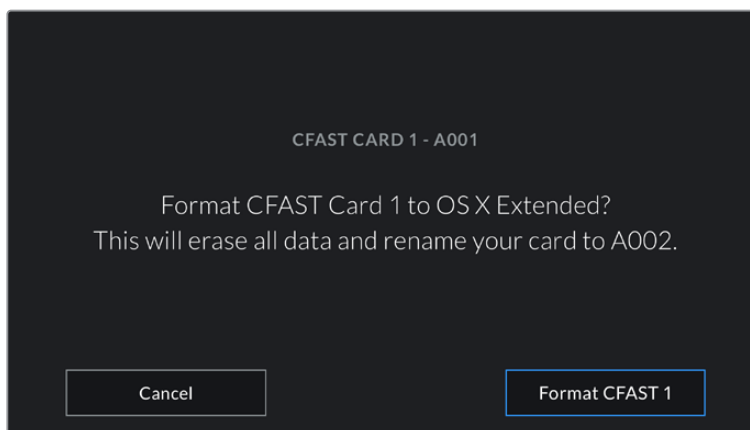 CFAST CARD 1 - A001
Format CFAST Card 1 to OS X Extended?
This will erase all data and rename your card to A002.
Cancel
Format CFAST 1